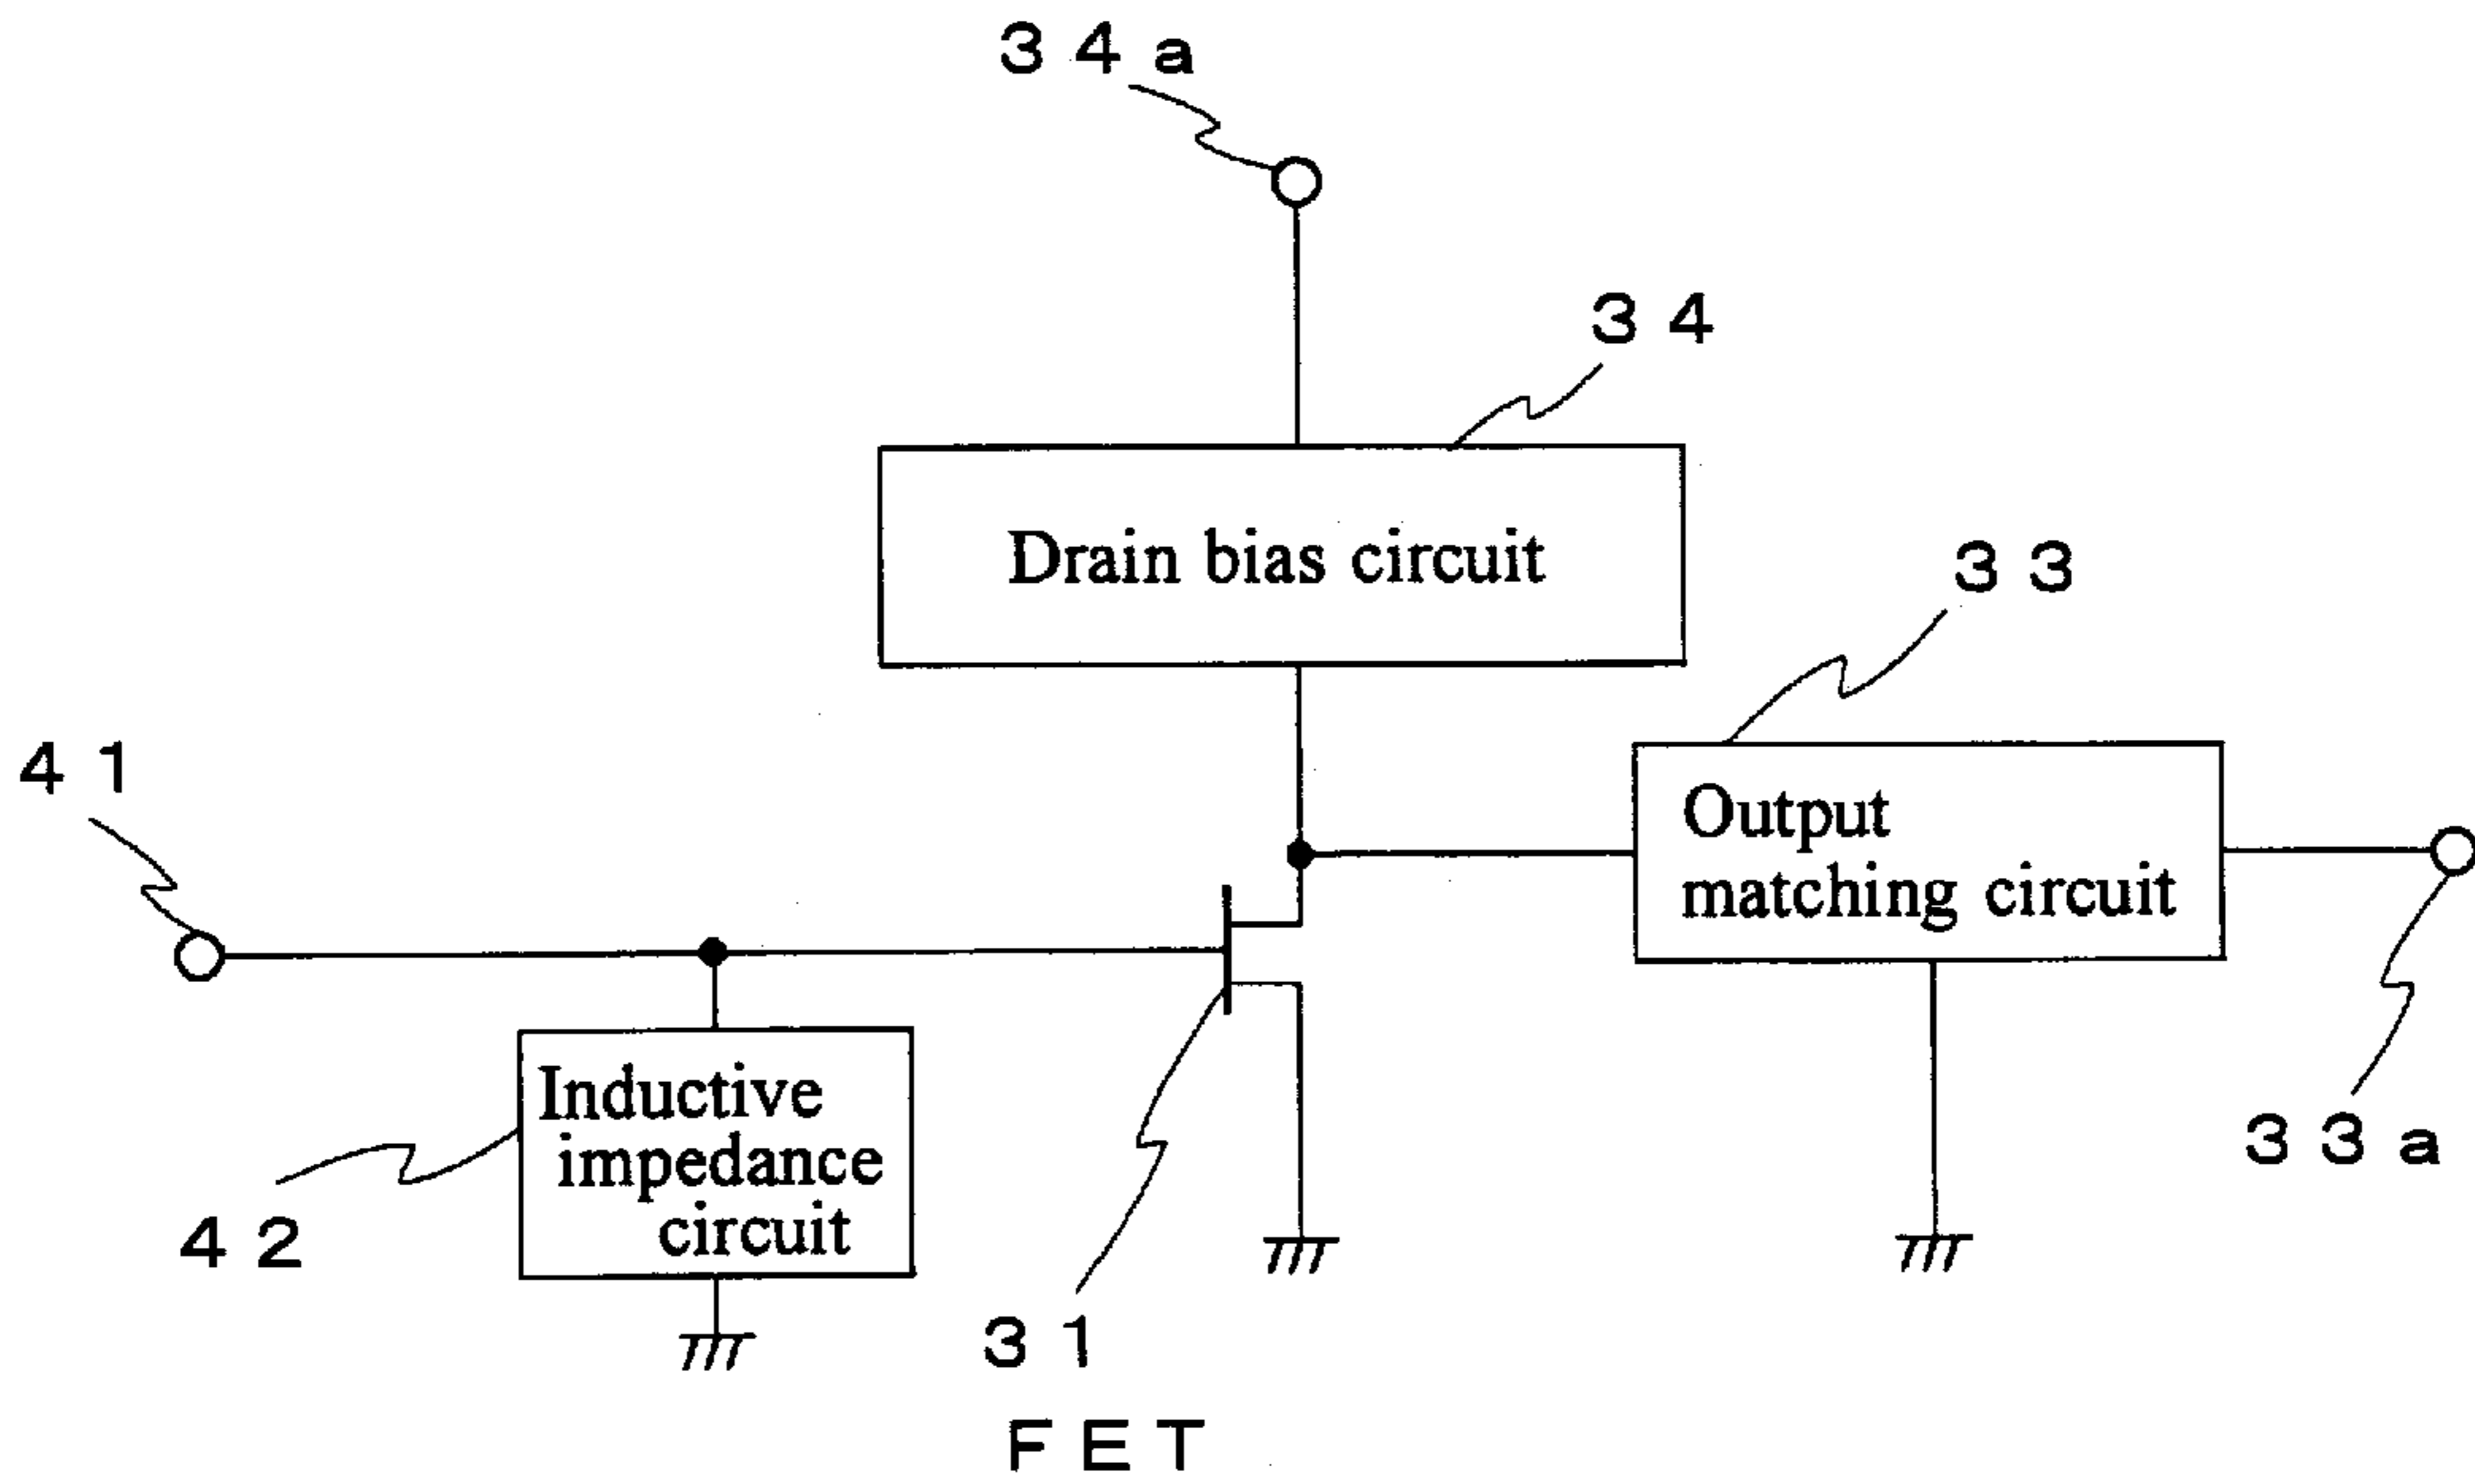 34a
34
Drain bias circuit
33
41
Output
matching circuit
Inductive
impedance
circuit
42
31
FET
33a